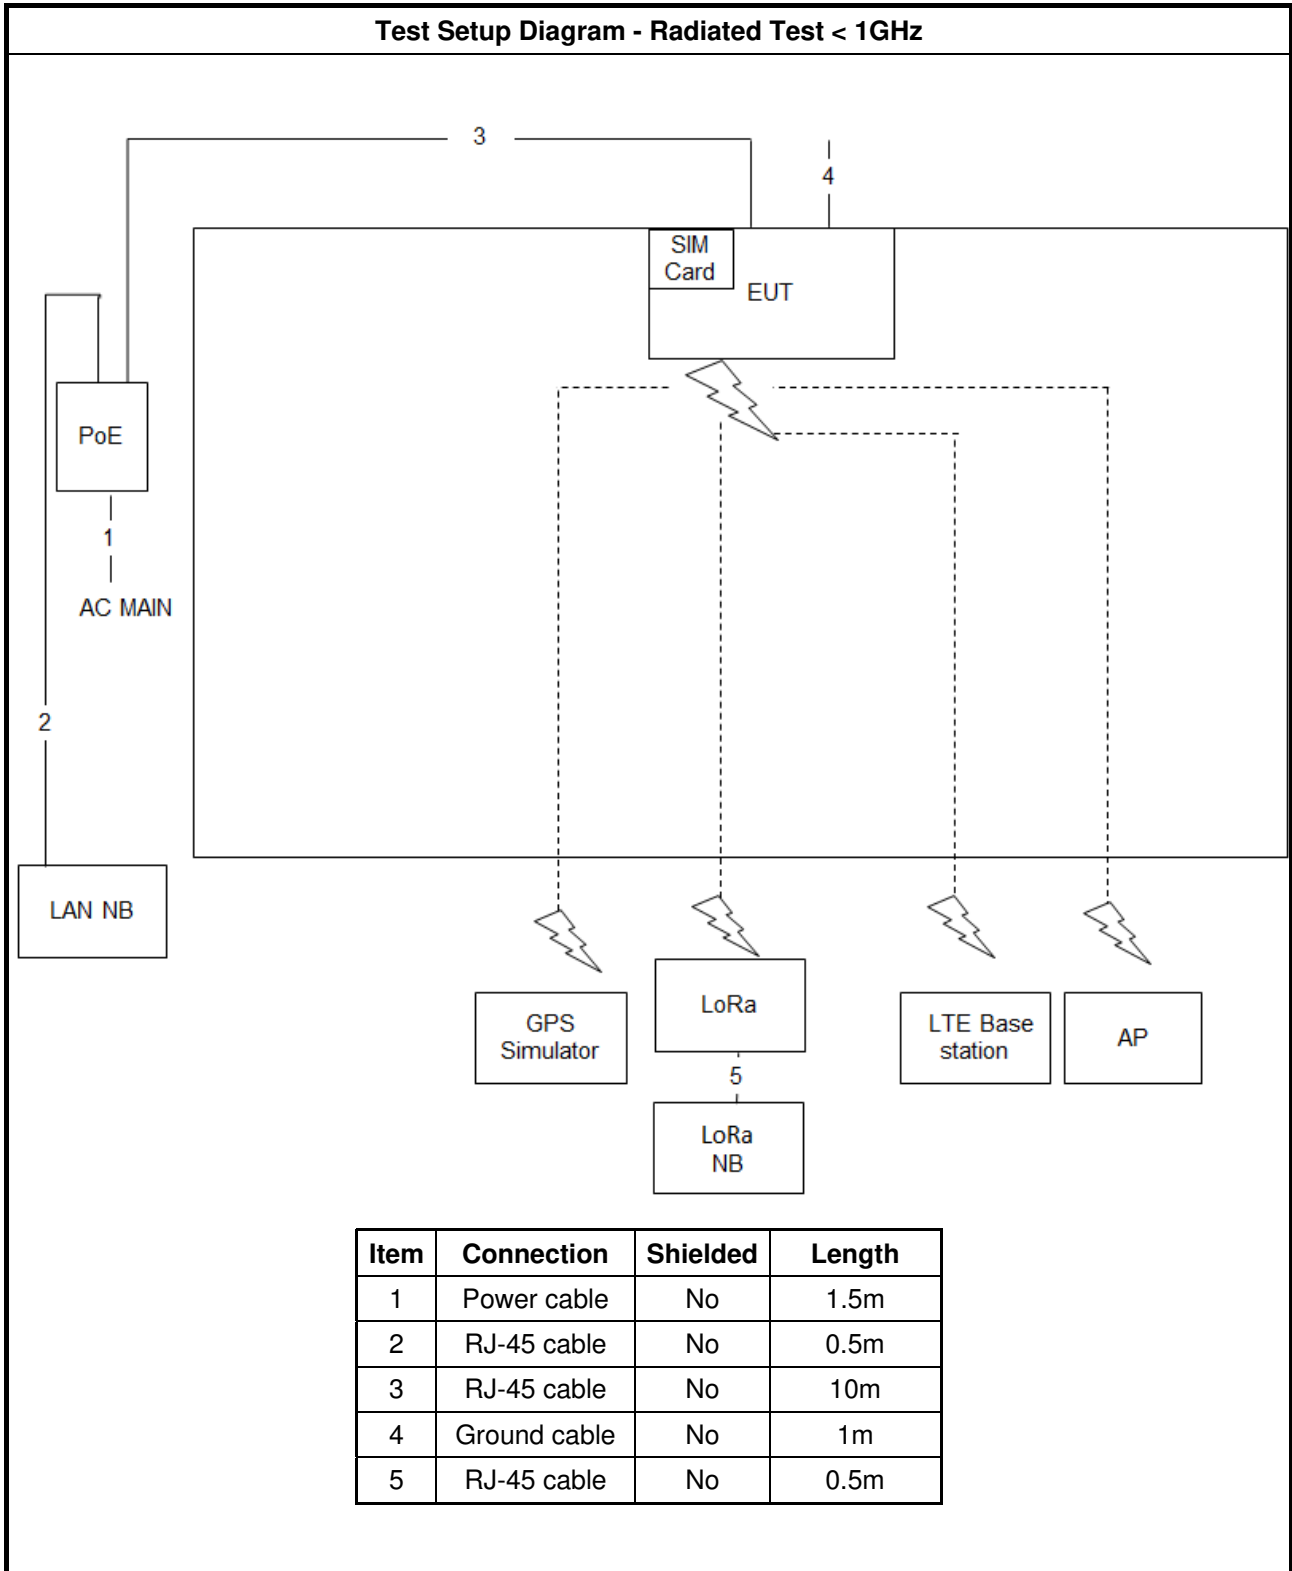 Test Setup Diagram - Radiated Test < 1GHz
3
4
SIM
Card
EUT
PoE
1
AC MAIN
2
LAN NB
GPS
Simulator
LoRa
LTE Base
station
AP
5
LoRa
NB
Item Connection Shielded Length
1 Power cable No 1.5m
2 RJ-45 cable No 0.5m
3 RJ-45 cable No 10m
4 Ground cable No 1m
5 RJ-45 cable No 0.5m